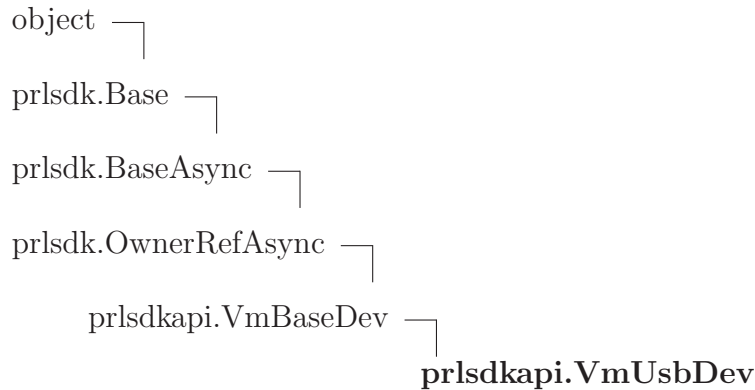 object
prlsdk.Base
prlsdk.BaseAsync
prlsdk.OwnerRefAsync
prlsdkapi.VmBaseDev
prlsdkapi.VmUsbDev